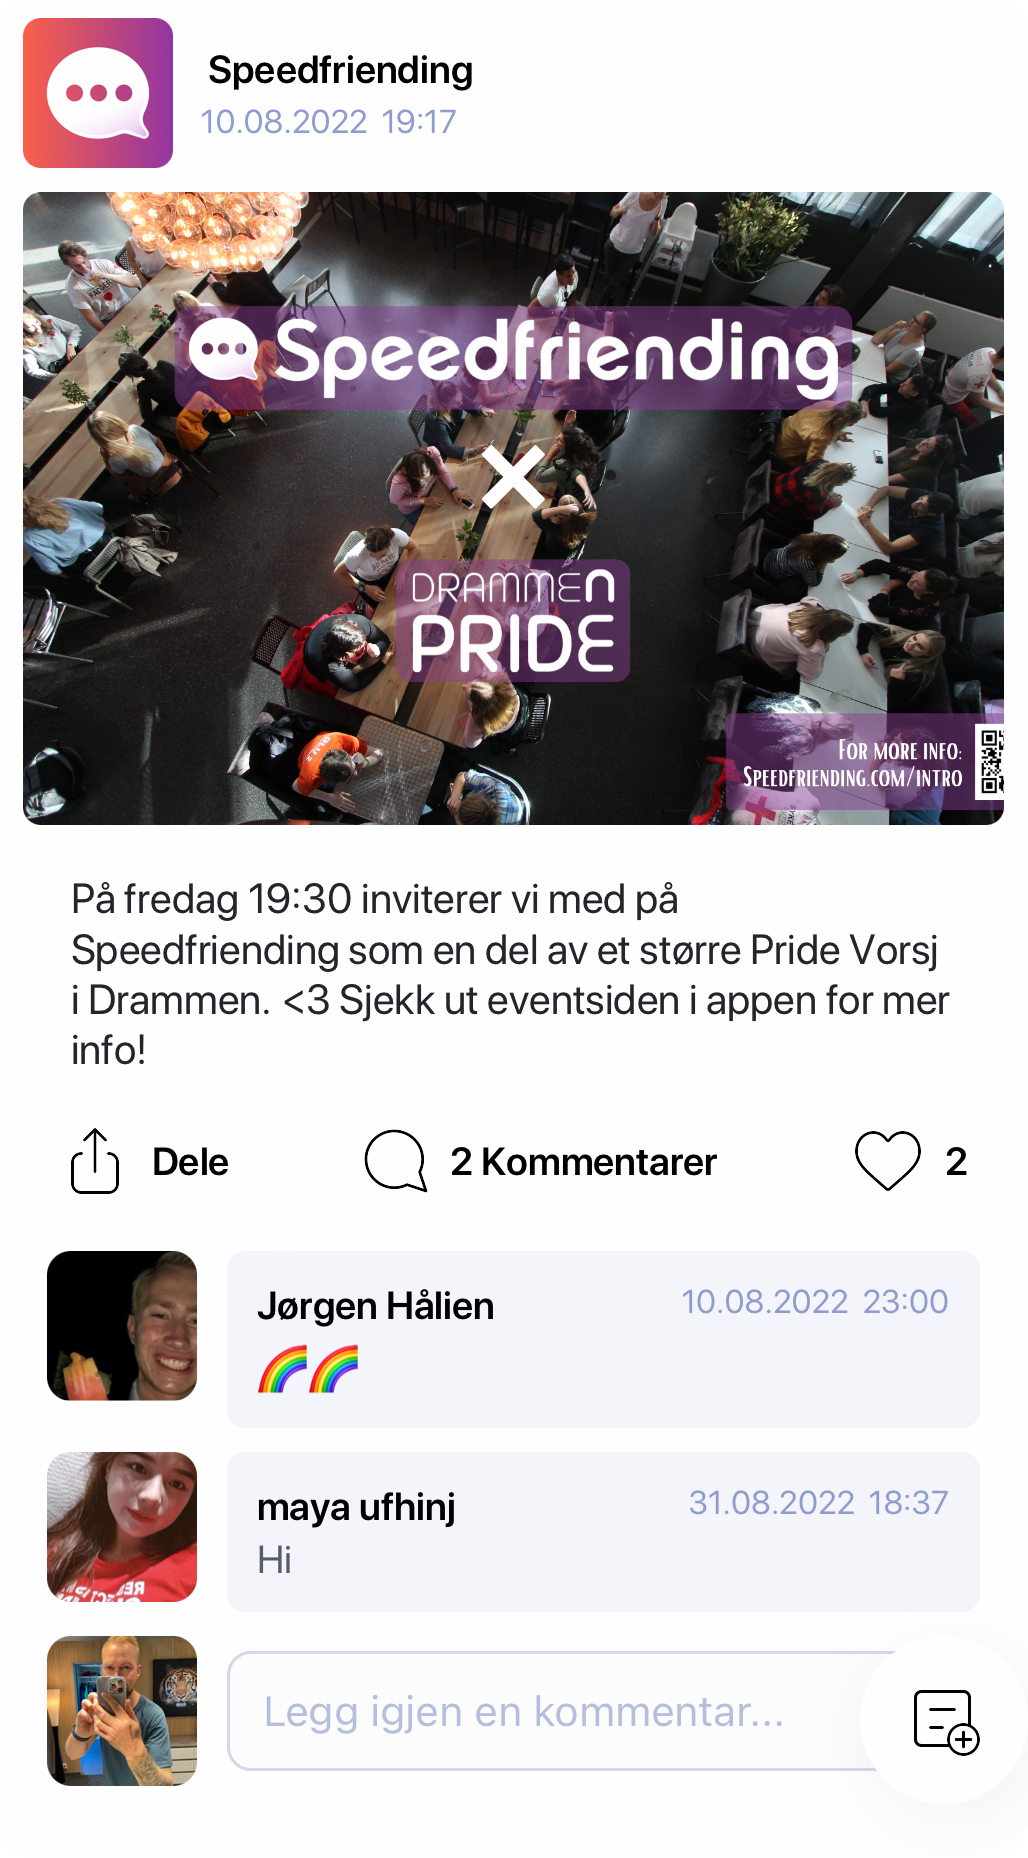 Speedfriending
10.08.2022 19:17
Speedfriending
DRAMMEN
PRIDE
FOR MORE INFO:
SPEEDFRIENDING.COM/INTRO
På fredag 19:30 inviterer vi med på
Speedfriending som en del av et større Pride Vorsj
i Drammen. <3 Sjekk ut eventsiden i appen for mer
info!
Dele
2 Kommentarer
2
Jørgen Hålien
10.08.2022 23:00
🌈🌈
maya ufhinj
31.08.2022 18:37
Hi
Legg igjen en kommentar...